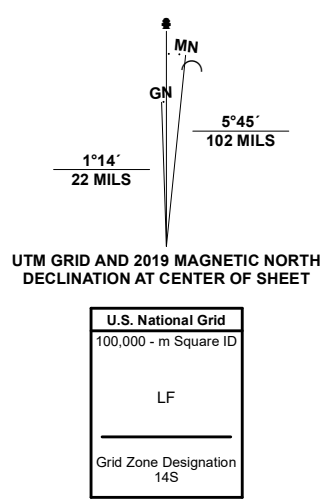 MN
GN
5°45´
102 MILS
1°14´
22 MILS
UTM GRID AND 2019 MAGNETIC NORTH
DECLINATION AT CENTER OF SHEET
U.S. National Grid
100,000 - m Square ID
LF
Grid Zone Designation
14S